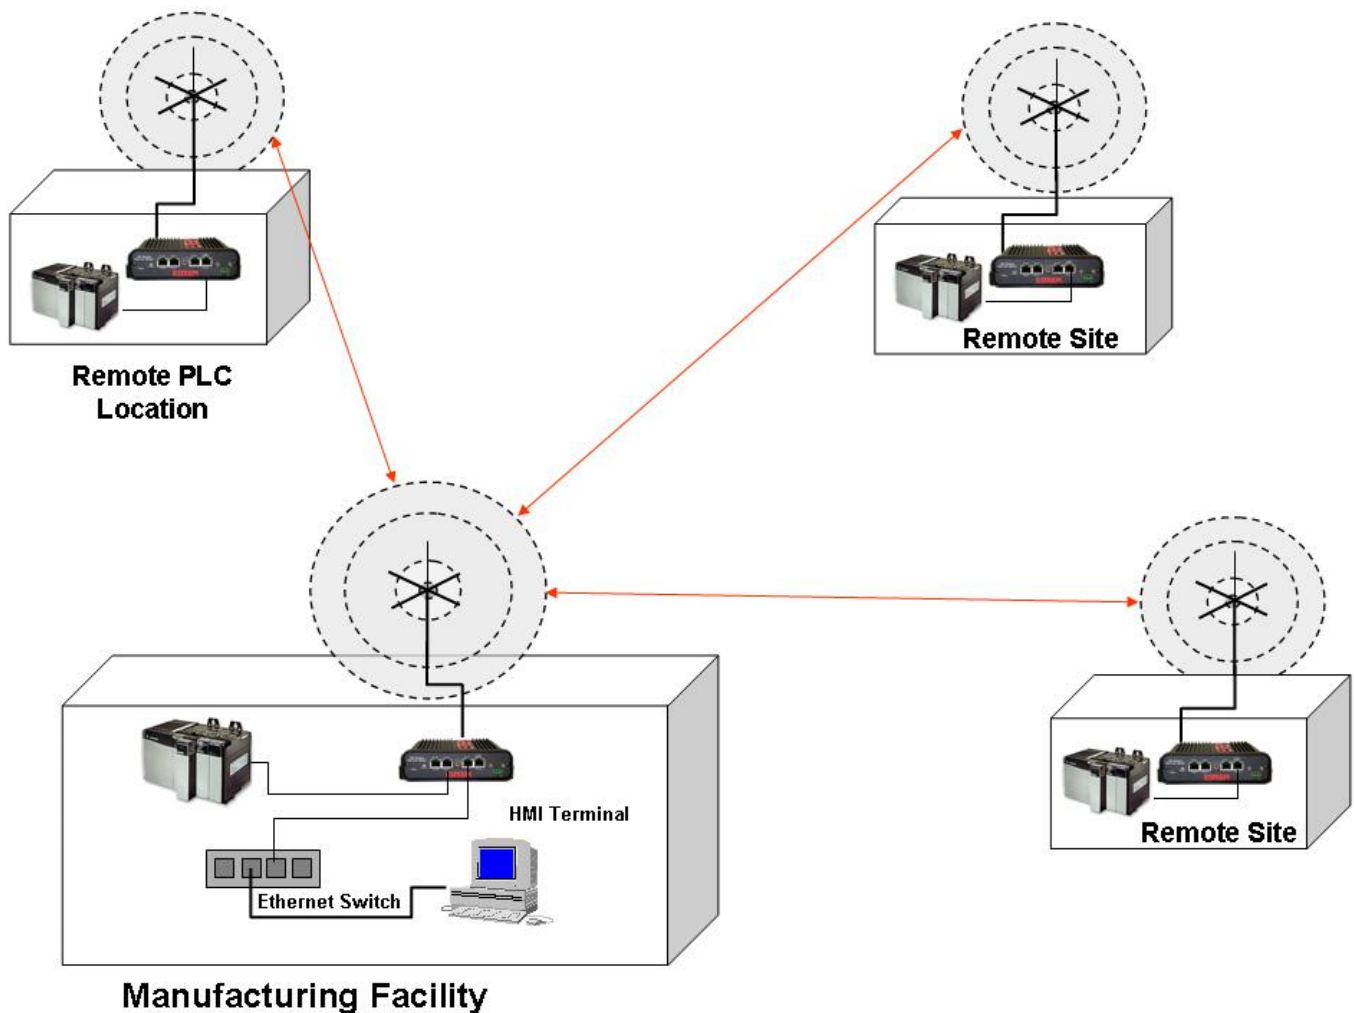 Remote PLC
Location
Remote Site
HMI Terminal
Ethernet Switch
Remote Site
Manufacturing Facility